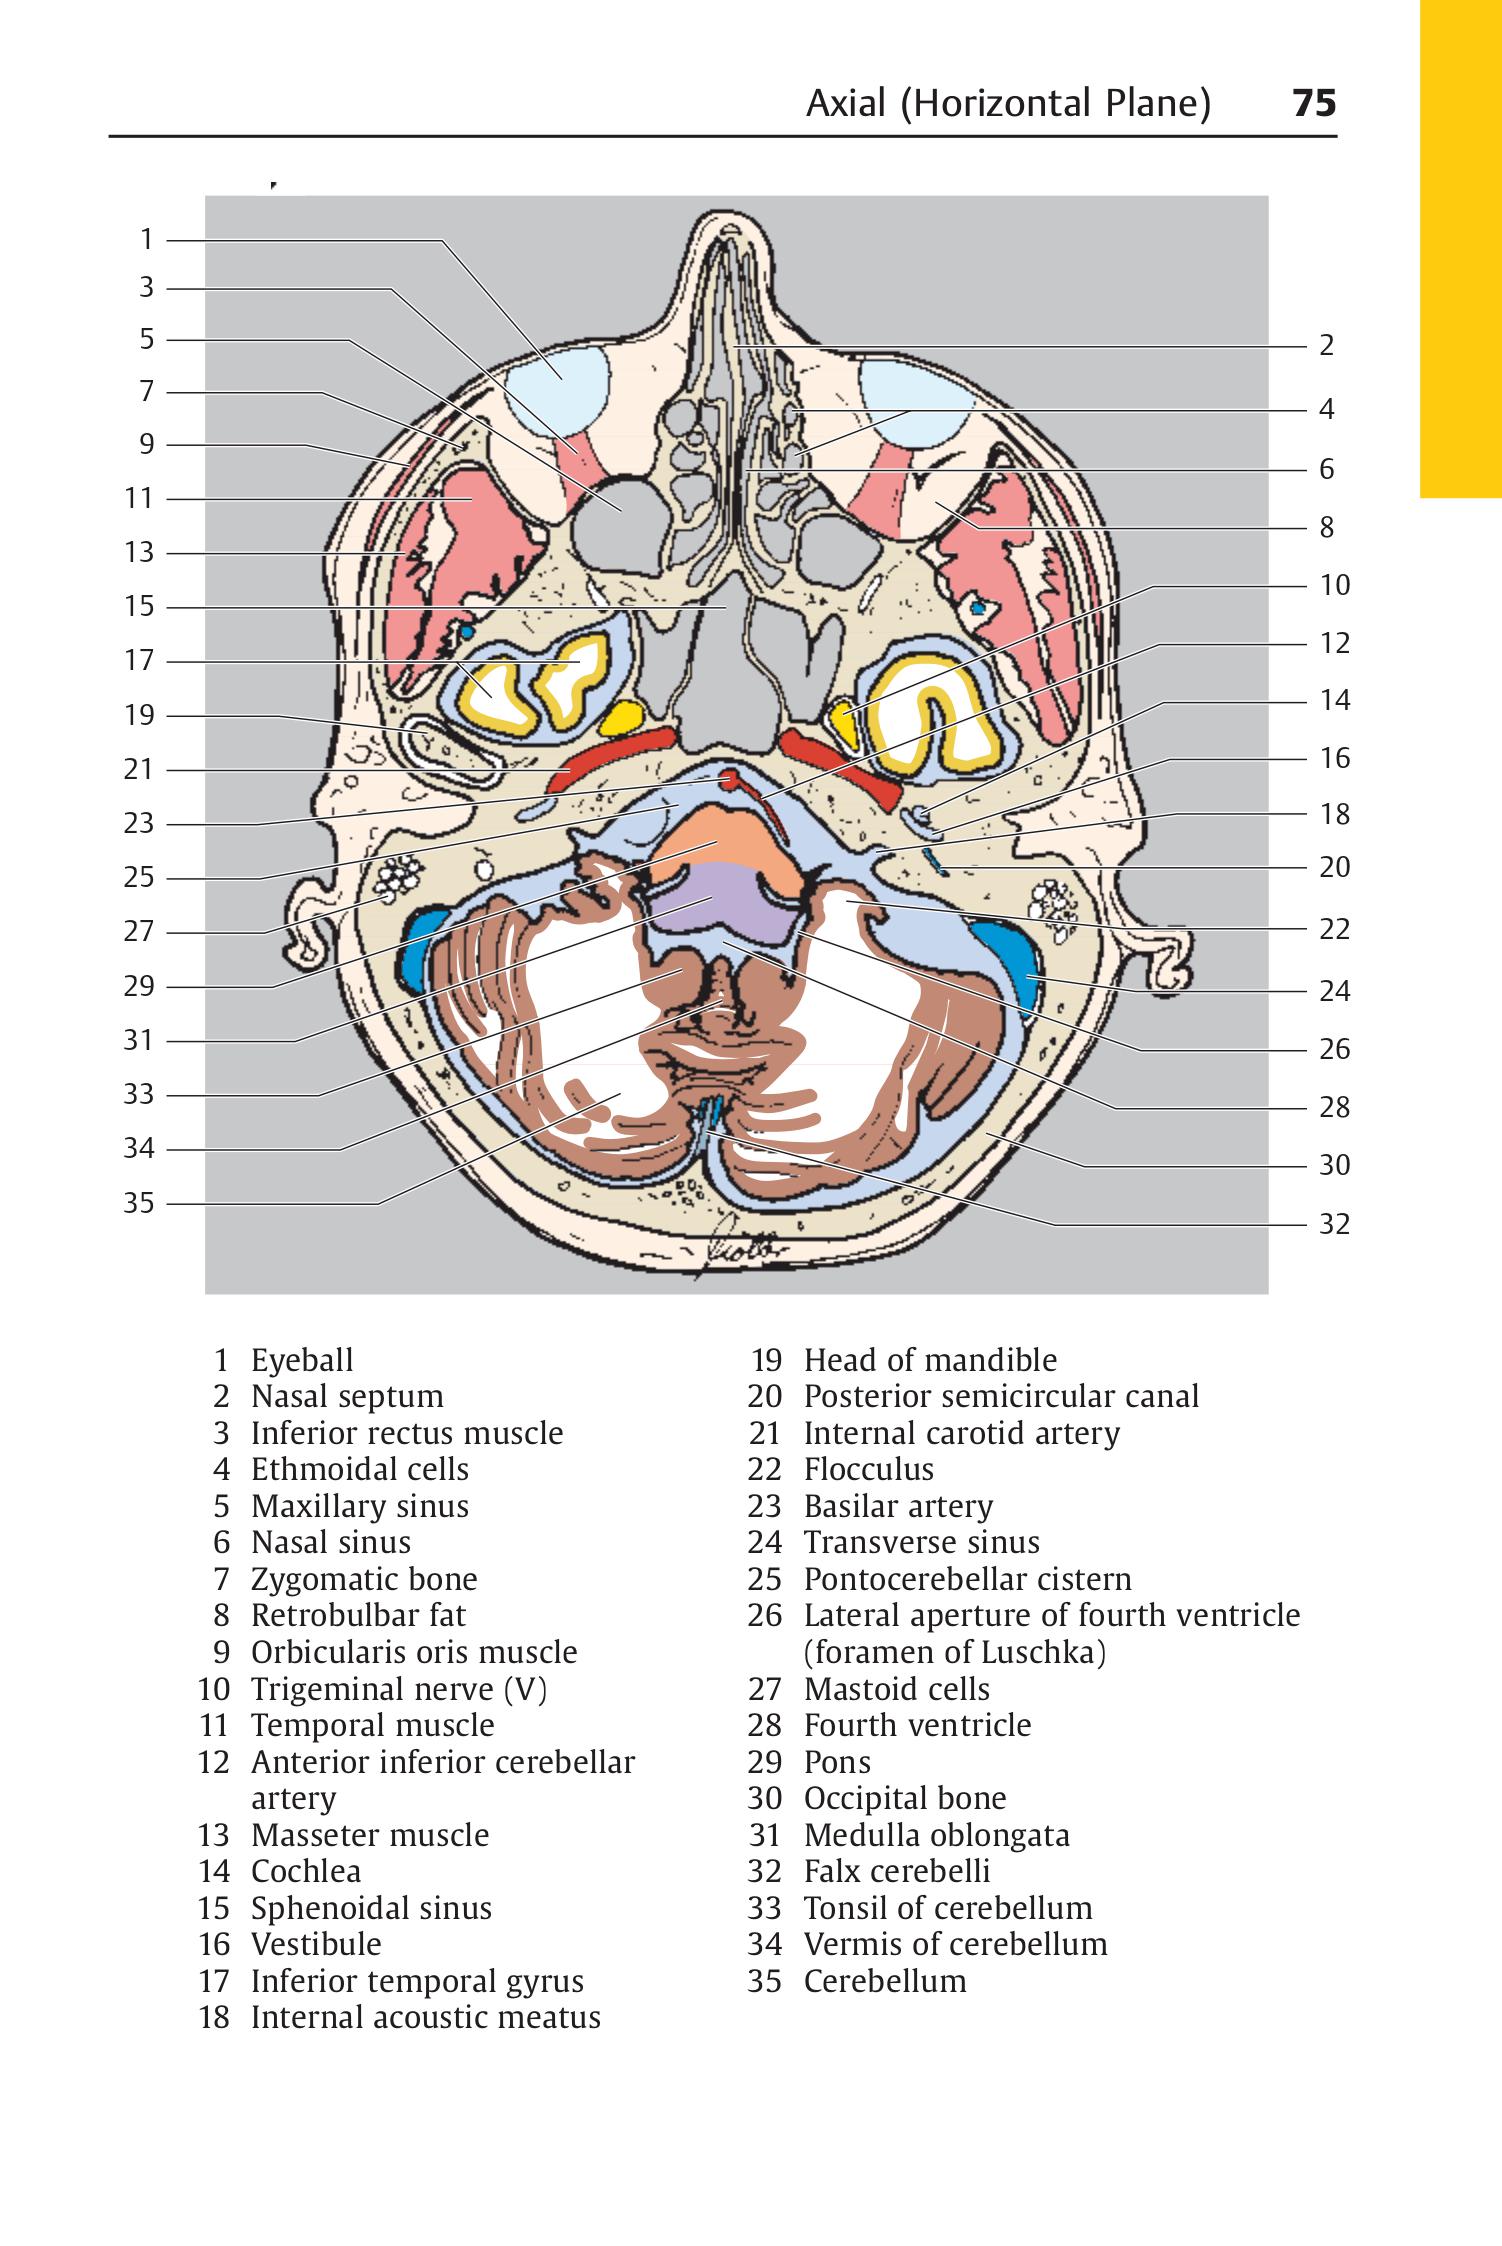 Axial (Horizontal Plane) 75
1
3
5
7
9
11
13
15
17
19
21
23
25
27
29
31
33
34
35
2
4
6
8
10
12
14
16
18
20
22
24
26
28
30
32
1 Eyeball
2 Nasal septum
3 Inferior rectus muscle
4 Ethmoidal cells
5 Maxillary sinus
6 Nasal sinus
7 Zygomatic bone
8 Retrobulbar fat
9 Orbicularis oris muscle
10 Trigeminal nerve (V)
11 Temporal muscle
12 Anterior inferior cerebellar
artery
13 Masseter muscle
14 Cochlea
15 Sphenoidal sinus
16 Vestibule
17 Inferior temporal gyrus
18 Internal acoustic meatus
19 Head of mandible
20 Posterior semicircular canal
21 Internal carotid artery
22 Flocculus
23 Basilar artery
24 Transverse sinus
25 Pontocerebellar cistern
26 Lateral aperture of fourth ventricle
(foramen of Luschka)
27 Mastoid cells
28 Fourth ventricle
29 Pons
30 Occipital bone
31 Medulla oblongata
32 Falx cerebelli
33 Tonsil of cerebellum
34 Vermis of cerebellum
35 Cerebellum